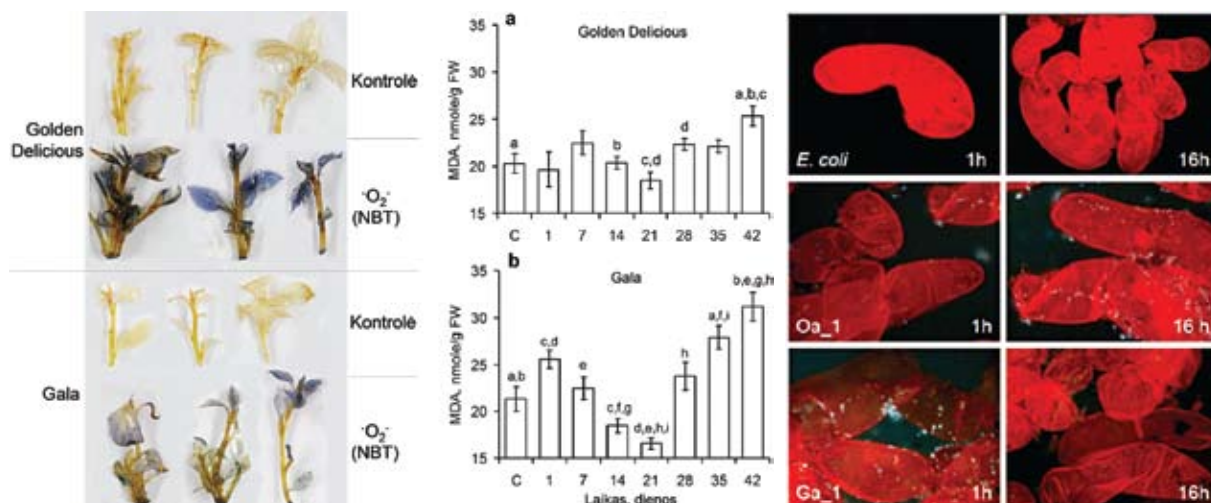 Kontrolė
Golden
Delicious
·O₂⁻
(NBT)
Kontrolė
Gala
·O₂⁻
(NBT)
a
Golden Delicious
MDA, nmole/g FW
35
30
25
20
15
a
b
c,d
d
a,b,c
C 1 7 14 21 28 35 42
b
Gala
MDA, nmole/g FW
35
30
25
20
15
a,b
c,d
e
c,f,g
d,e,h,i
h
a,f,i
b,e,g,h
C 1 7 14 21 28 35 42
Laikas, dienos
E. coli
1h
16h
Oa_1
1h
16 h
Ga_1
1h
16h